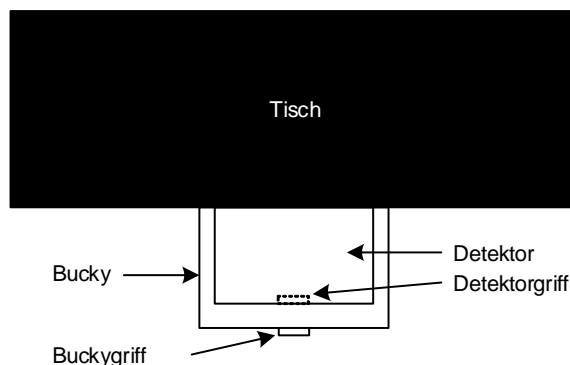 Tisch
Detektor
Bucky
Detektorgriff
Buckygriff